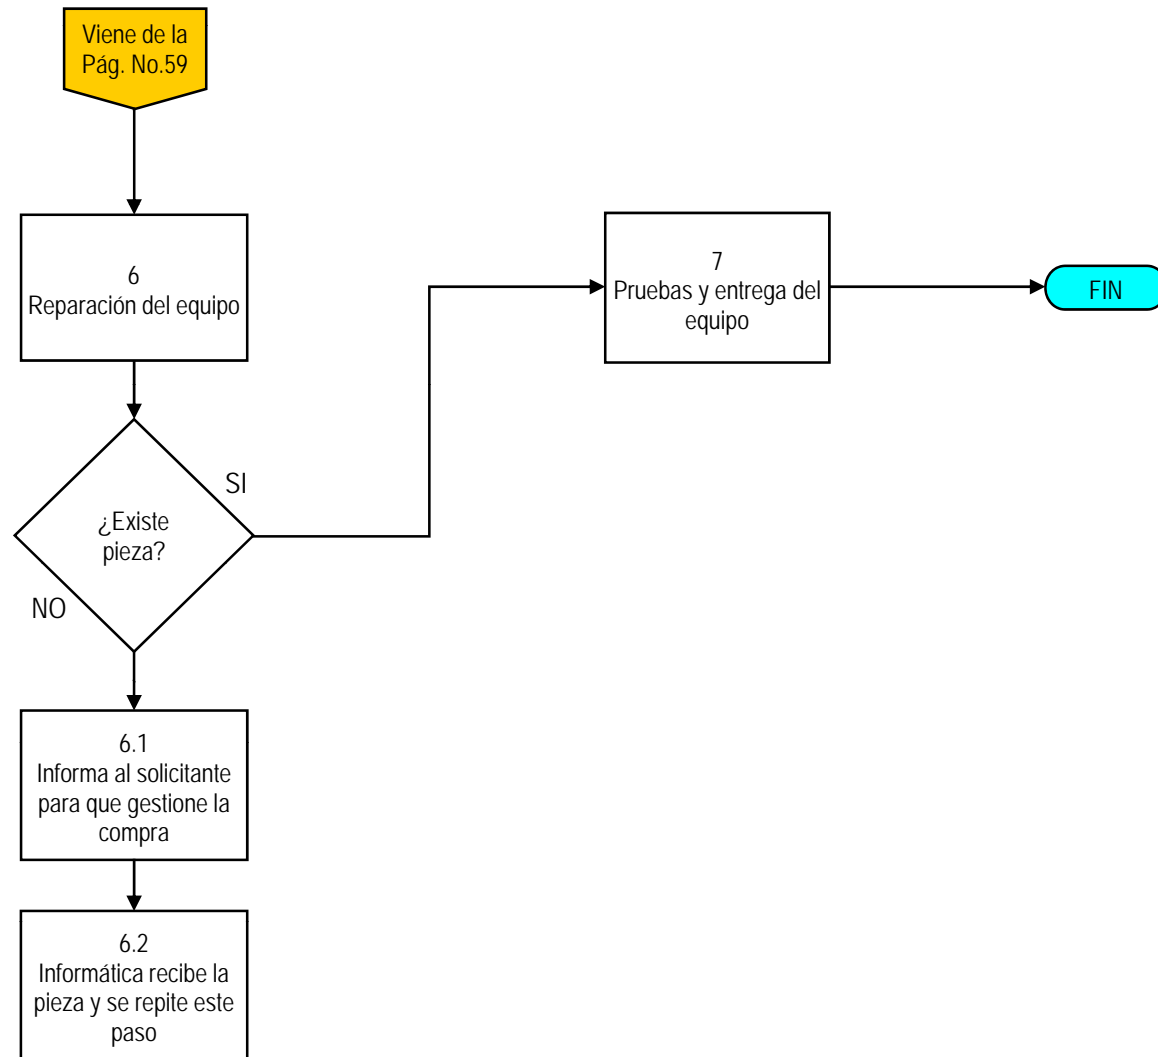 Viene de la
Pág. No.59
6
Reparación del equipo
7
Pruebas y entrega del
equipo
FIN
SI
¿Existe
pieza?
NO
6.1
Informa al solicitante
para que gestione la
compra
6.2
Informática recibe la
pieza y se repite este
paso